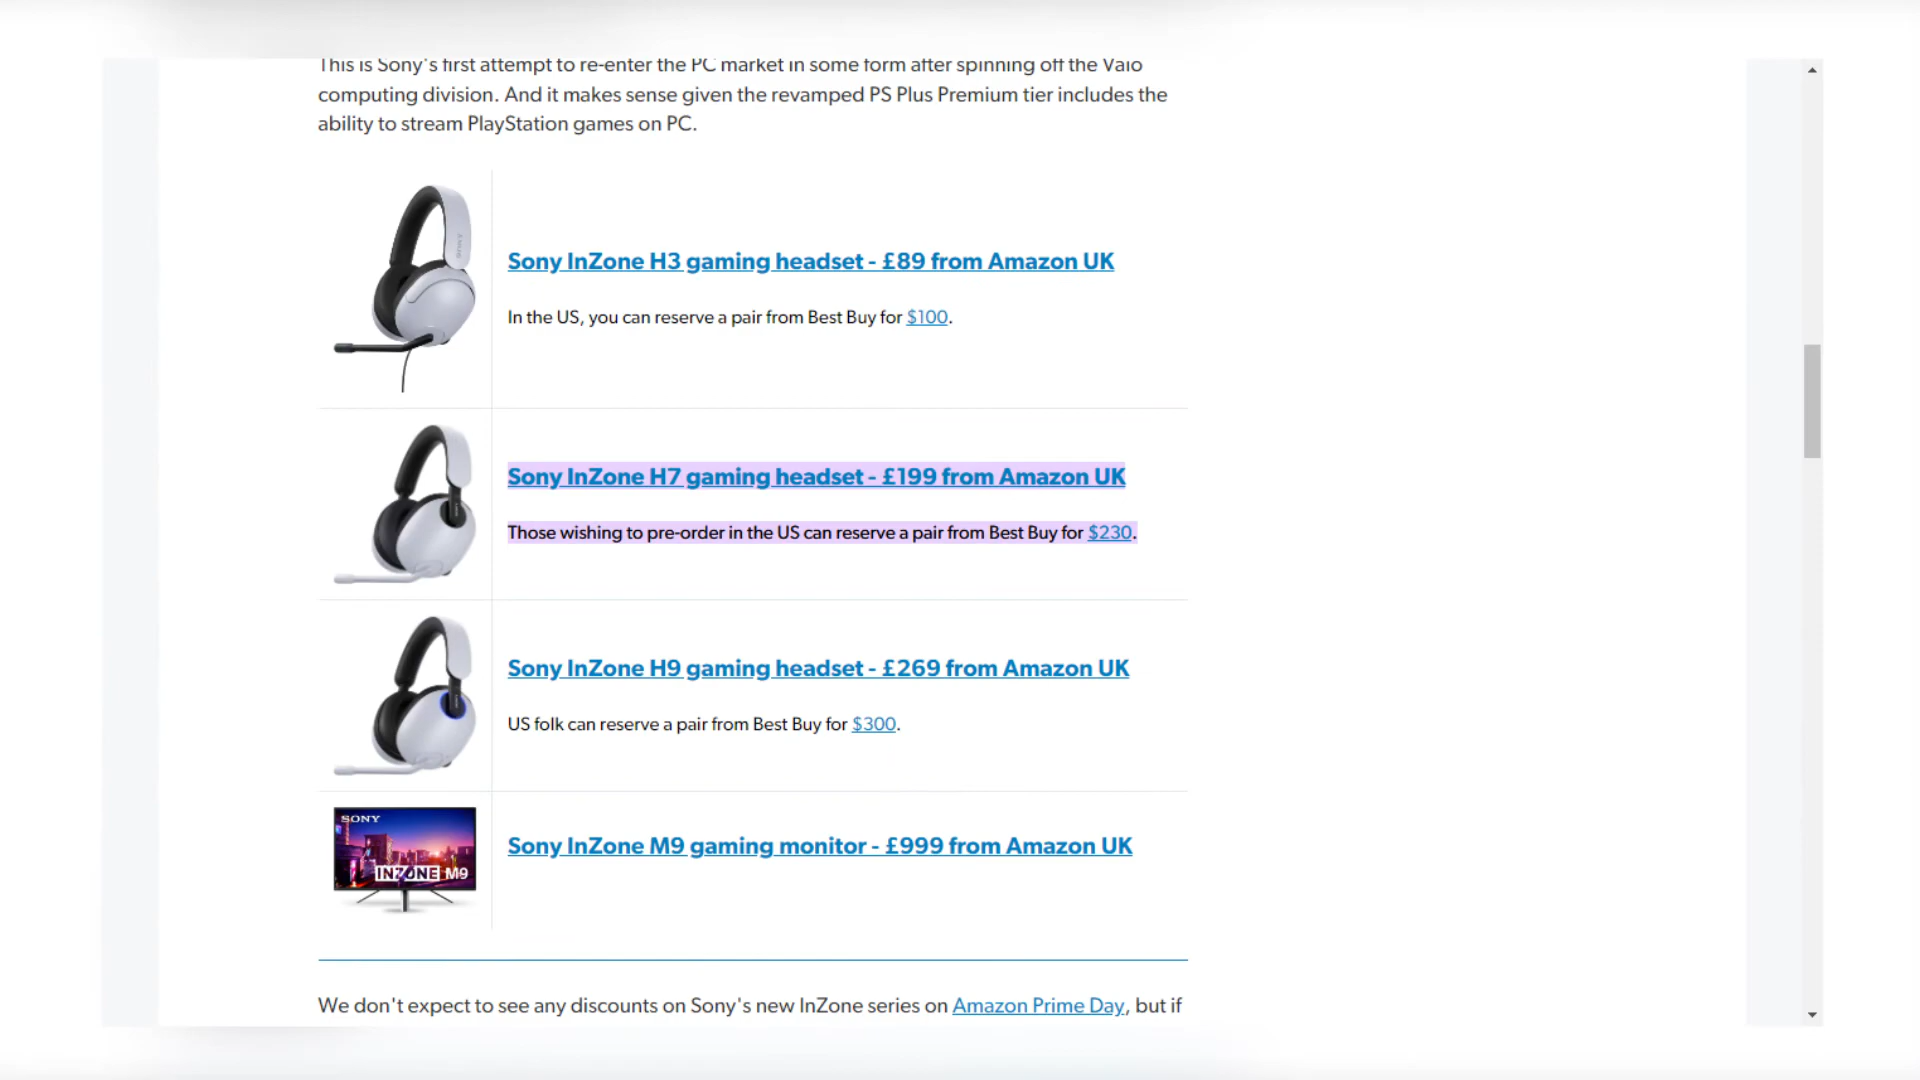 This is Sony's first attempt to re-enter the PC market in some form after spinning off the Vaio
computing division. And it makes sense given the revamped PS Plus Premium tier includes the
ability to stream PlayStation games on PC.
Sony InZone H3 gaming headset - £89 from Amazon UK
In the US, you can reserve a pair from Best Buy for $100.
Sony InZone H7 gaming headset - £199 from Amazon UK
Those wishing to pre-order in the US can reserve a pair from Best Buy for $230.
Sony InZone H9 gaming headset - £269 from Amazon UK
US folk can reserve a pair from Best Buy for $300.
SONY
INZONE M9
Sony InZone M9 gaming monitor - £999 from Amazon UK
We don't expect to see any discounts on Sony's new InZone series on Amazon Prime Day, but if